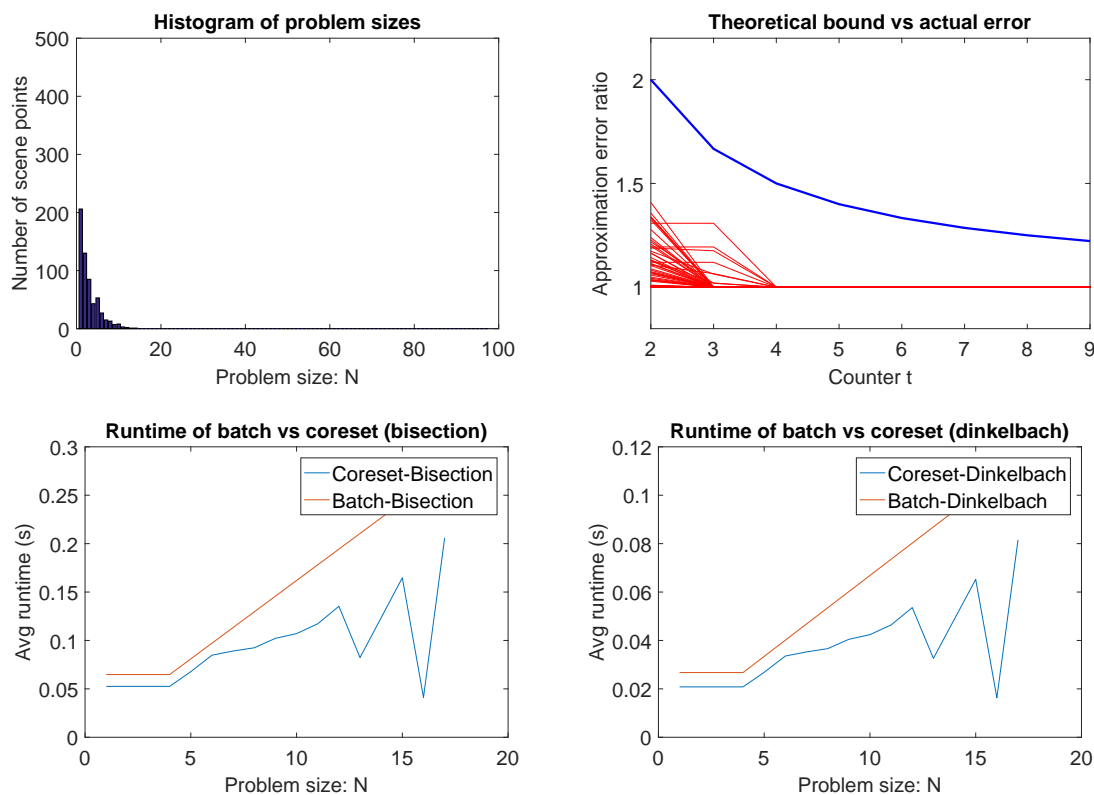 Histogram of problem sizes
Number of scene points
500
400
300
200
100
0
0 20 40 60 80 100
Problem size: N
Theoretical bound vs actual error
Approximation error ratio
2
1.5
1
2 3 4 5 6 7 8 9
Counter t
Runtime of batch vs coreset (bisection)
Avg runtime (s)
0.3
0.25
0.2
0.15
0.1
0.05
0
Coreset-Bisection
Batch-Bisection
0 5 10 15 20
Problem size: N
Runtime of batch vs coreset (dinkelbach)
Avg runtime (s)
0.12
0.1
0.08
0.06
0.04
0.02
0
Coreset-Dinkelbach
Batch-Dinkelbach
0 5 10 15 20
Problem size: N